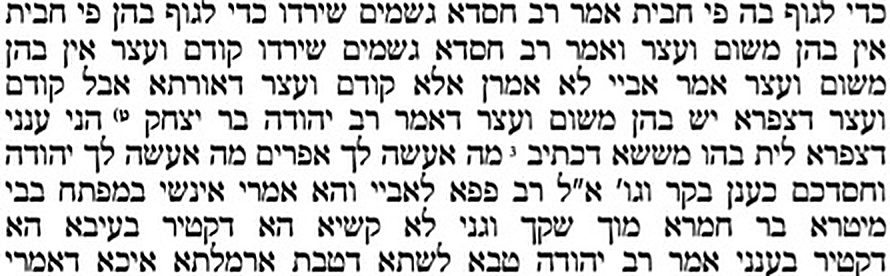 כדי לגוף בה פי חבית אמר רב חסדא גשמים שירדו כדי לגוף בהן פי חבית
אין בהן משום ועצר ואמר רב חסדא גשמים שירדו קודם ועצר אין בהן
משום ועצר אמר אביי לא אמרן אלא קודם ועצר דאורתא אבל קודם
ועצר דצפרא יש בהן משום ועצר דאמר רב יהודה בר יצחק ט) הני ענני
דצפרא לית בהו מששא דכתיב נ מה אעשה לך אפרים מה אעשה לך יהודה
וחסדכם כענן בקר וגו' א"ל רב פפא לאביי והא אמרי אינשי במפתח בבי
מיטרא בר חמרא מוך שקך וגני לא קשיא הא דקטיר בעיבא הא
דקטיר בענני אמר רב יהודה טבא לשתא דטבת ארמלתא איכא דאמרי